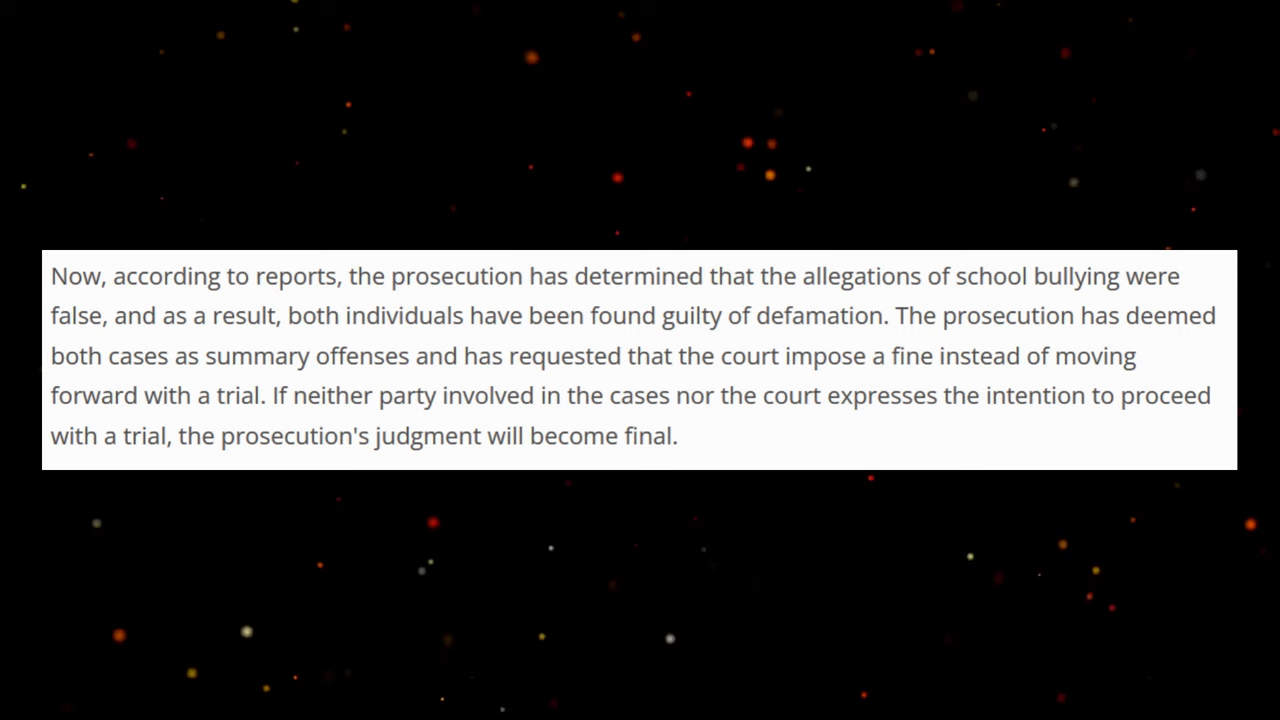 Now, according to reports, the prosecution has determined that the allegations of school bullying were
false, and as a result, both individuals have been found guilty of defamation. The prosecution has deemed
both cases as summary offenses and has requested that the court impose a fine instead of moving
forward with a trial. If neither party involved in the cases nor the court expresses the intention to proceed
with a trial, the prosecution's judgment will become final.